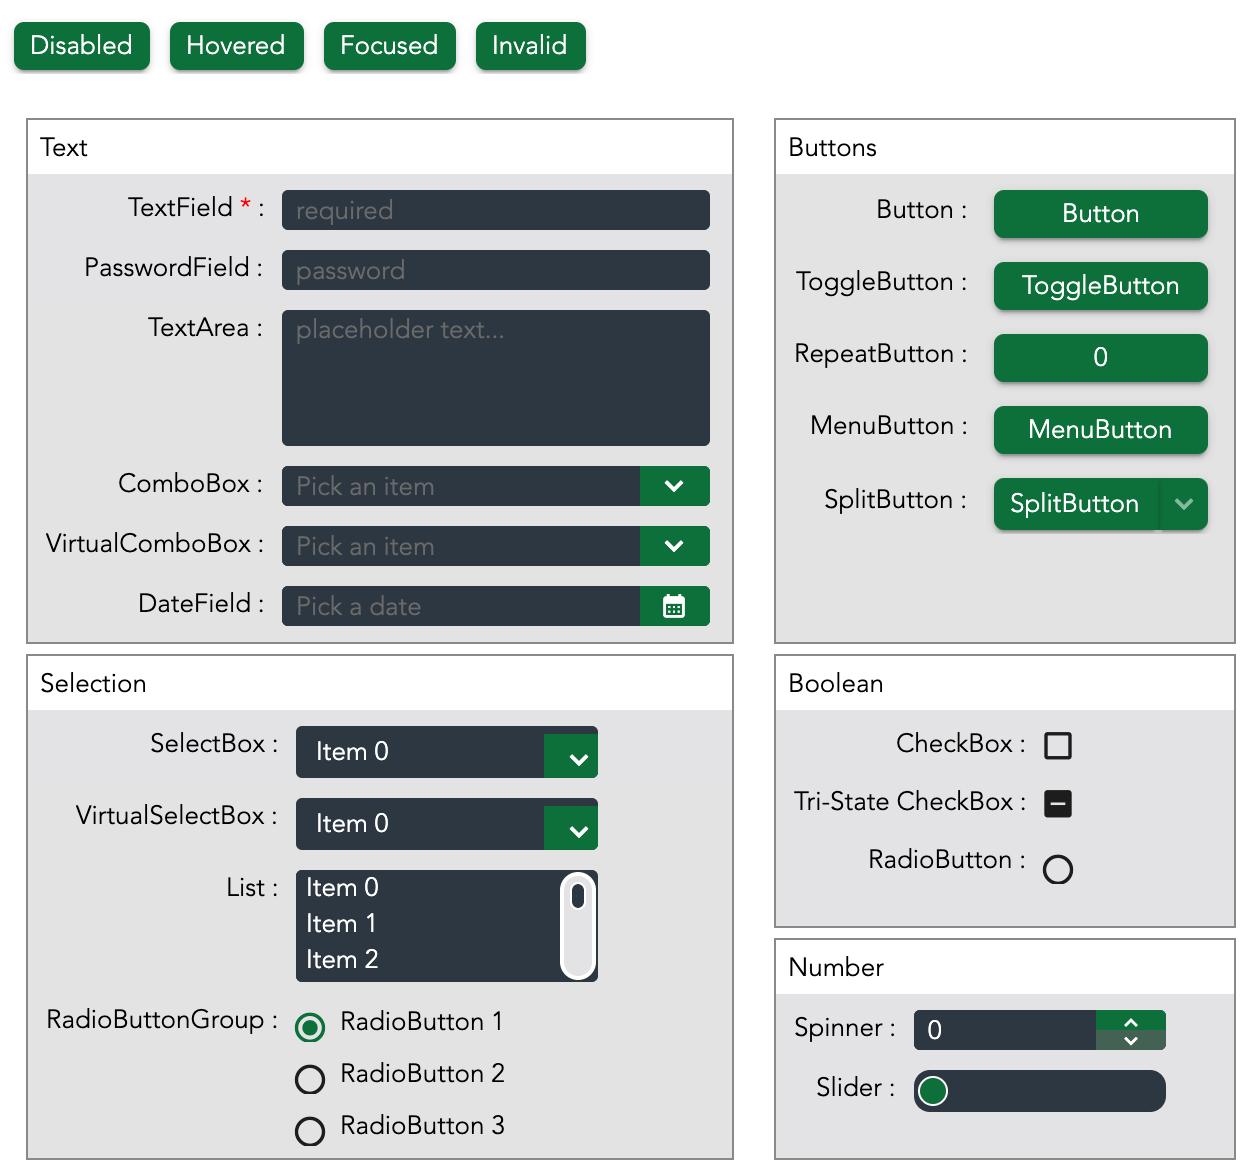 Disabled Hovered Focused Invalid
Text
TextField * : required
PasswordField : password
TextArea : placeholder text...
ComboBox : Pick an item
VirtualComboBox : Pick an item
DateField : Pick a date
Buttons
Button : Button
ToggleButton : ToggleButton
RepeatButton : 0
MenuButton : MenuButton
SplitButton : SplitButton
Selection
SelectBox : Item 0
VirtualSelectBox : Item 0
List : Item 0
Item 1
Item 2
RadioButtonGroup : RadioButton 1
RadioButton 2
RadioButton 3
Boolean
CheckBox :
Tri-State CheckBox :
RadioButton :
Number
Spinner : 0
Slider :